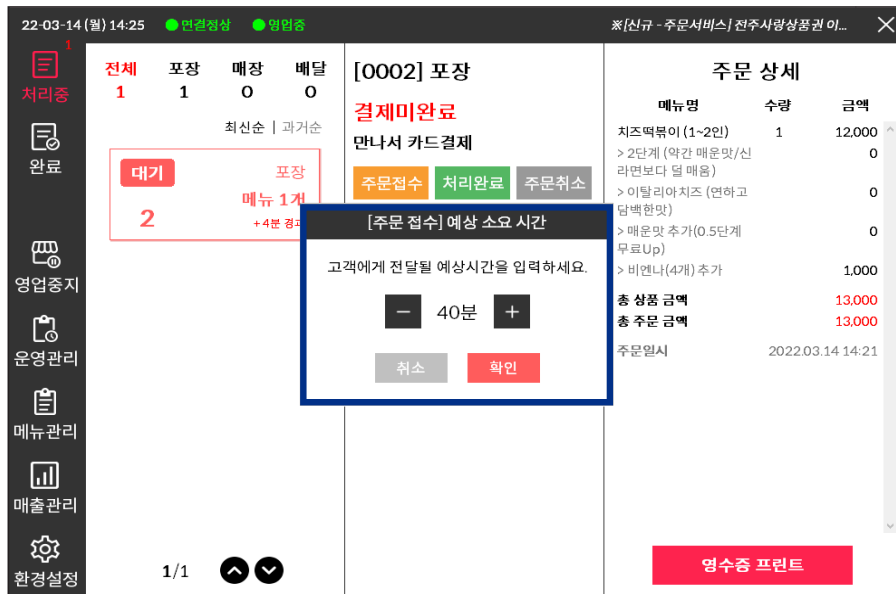 22-03-14 (월) 14:25 연결정상 영업중 ※[신규 - 주문서비스] 전주사랑상품권 이...
1
처리중
완료
영업중지
운영관리
메뉴관리
매출관리
환경설정
전체 포장 매장 배달
1 1 0 0
최신순 | 과거순
대기 포장
메뉴 1개
2 +4분 경과
1/1
[0002] 포장
결제미완료
만나서 카드결제
주문접수 처리완료 주문취소
[주문 접수] 예상 소요 시간
고객에게 전달될 예상시간을 입력하세요.
- 40분 +
취소 확인
주문 상세
메뉴명 수량 금액
치즈떡볶이 (1~2인) 1 12,000
> 2단계 (약간 매운맛/신 0
라면보다 덜 매움)
> 이탈리아치즈 (연하고 0
담백한맛)
> 매운맛 추가(0.5단계 0
무료Up)
> 비엔나(4개) 추가 1,000
총 상품 금액 13,000
총 주문 금액 13,000
주문일시 2022.03.14 14:21
영수증 프린트